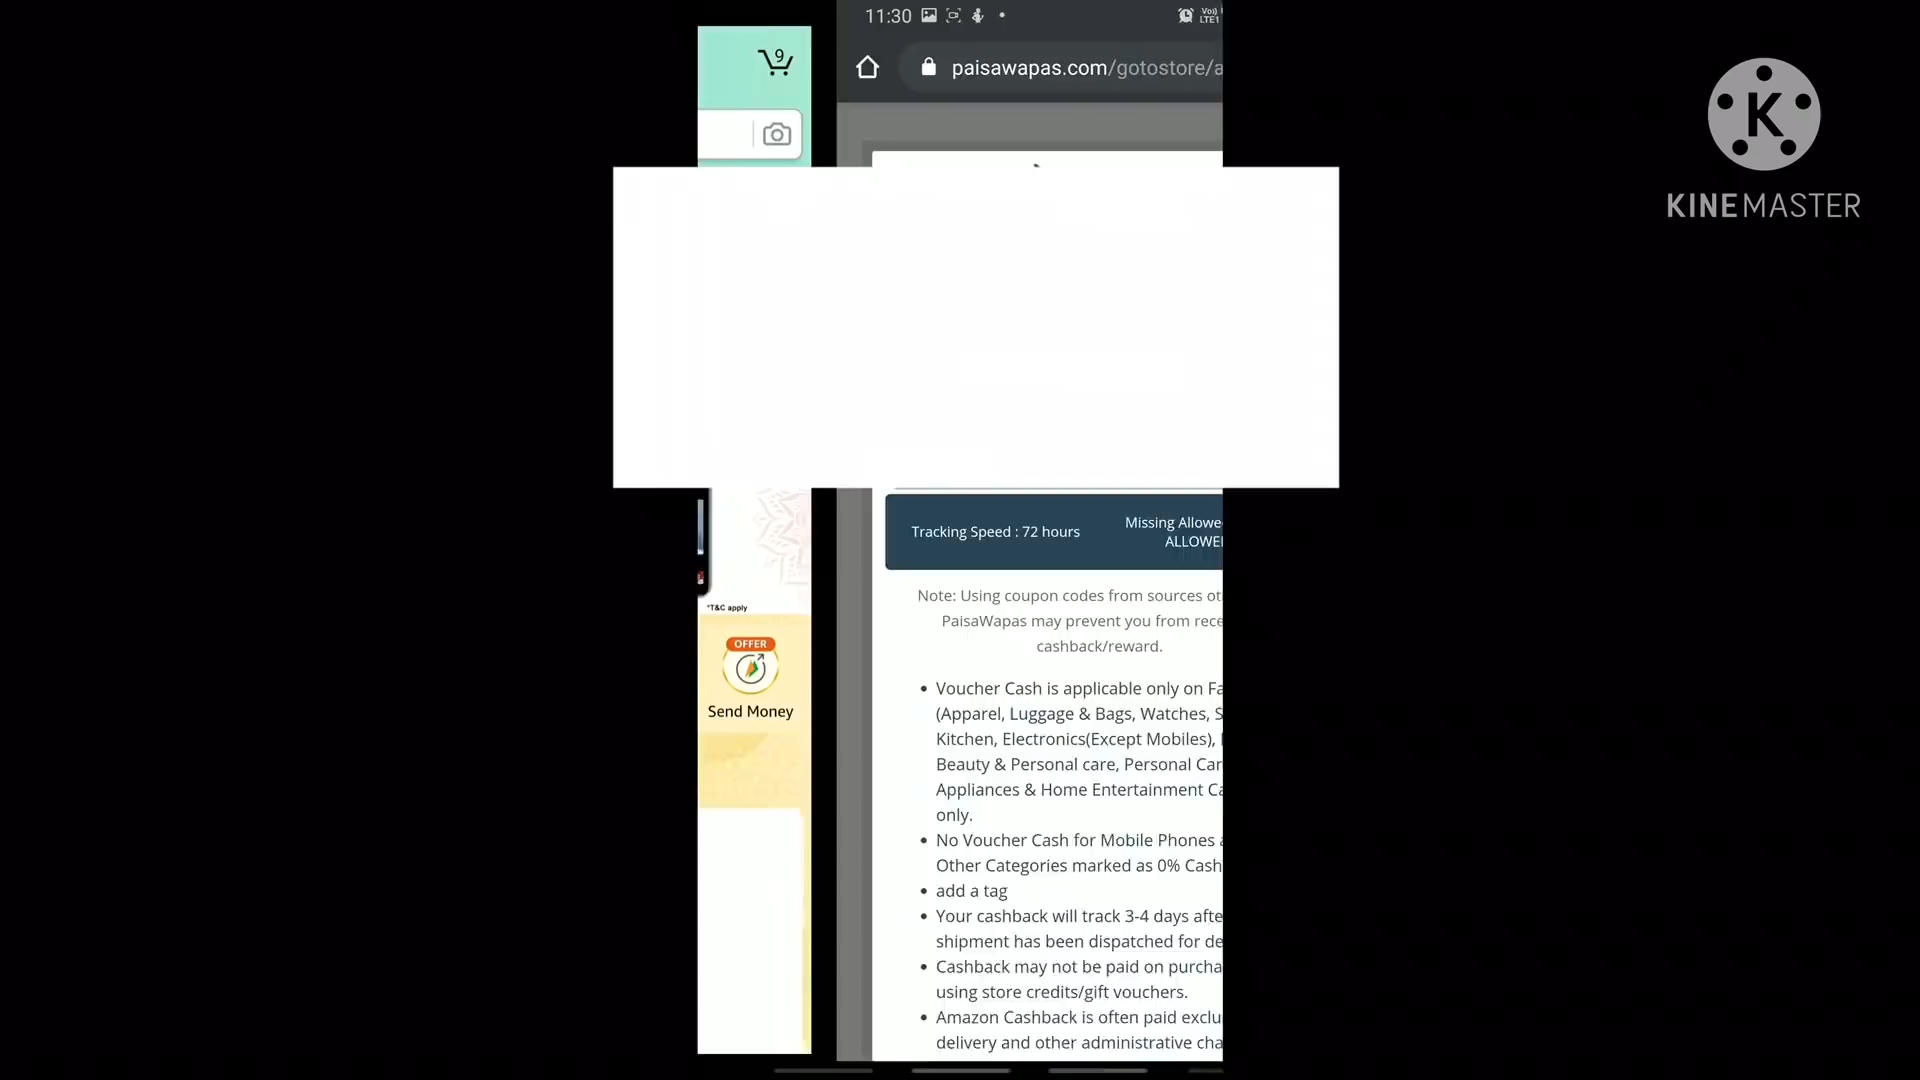 11:30
LTE1
9
paisawapas.com/gotostore/a
K
KINEMASTER
Tracking Speed : 72 hours
Missing Allowe
ALLOWE
*T&C apply
OFFER
Send Money
Note: Using coupon codes from sources ot
PaisaWapas may prevent you from rece
cashback/reward.
• Voucher Cash is applicable only on Fa
(Apparel, Luggage & Bags, Watches, S
Kitchen, Electronics(Except Mobiles),
Beauty & Personal care, Personal Car
Appliances & Home Entertainment Ca
only.
• No Voucher Cash for Mobile Phones a
Other Categories marked as 0% Cash
• add a tag
• Your cashback will track 3-4 days afte
shipment has been dispatched for de
• Cashback may not be paid on purcha
using store credits/gift vouchers.
• Amazon Cashback is often paid exclu
delivery and other administrative cha